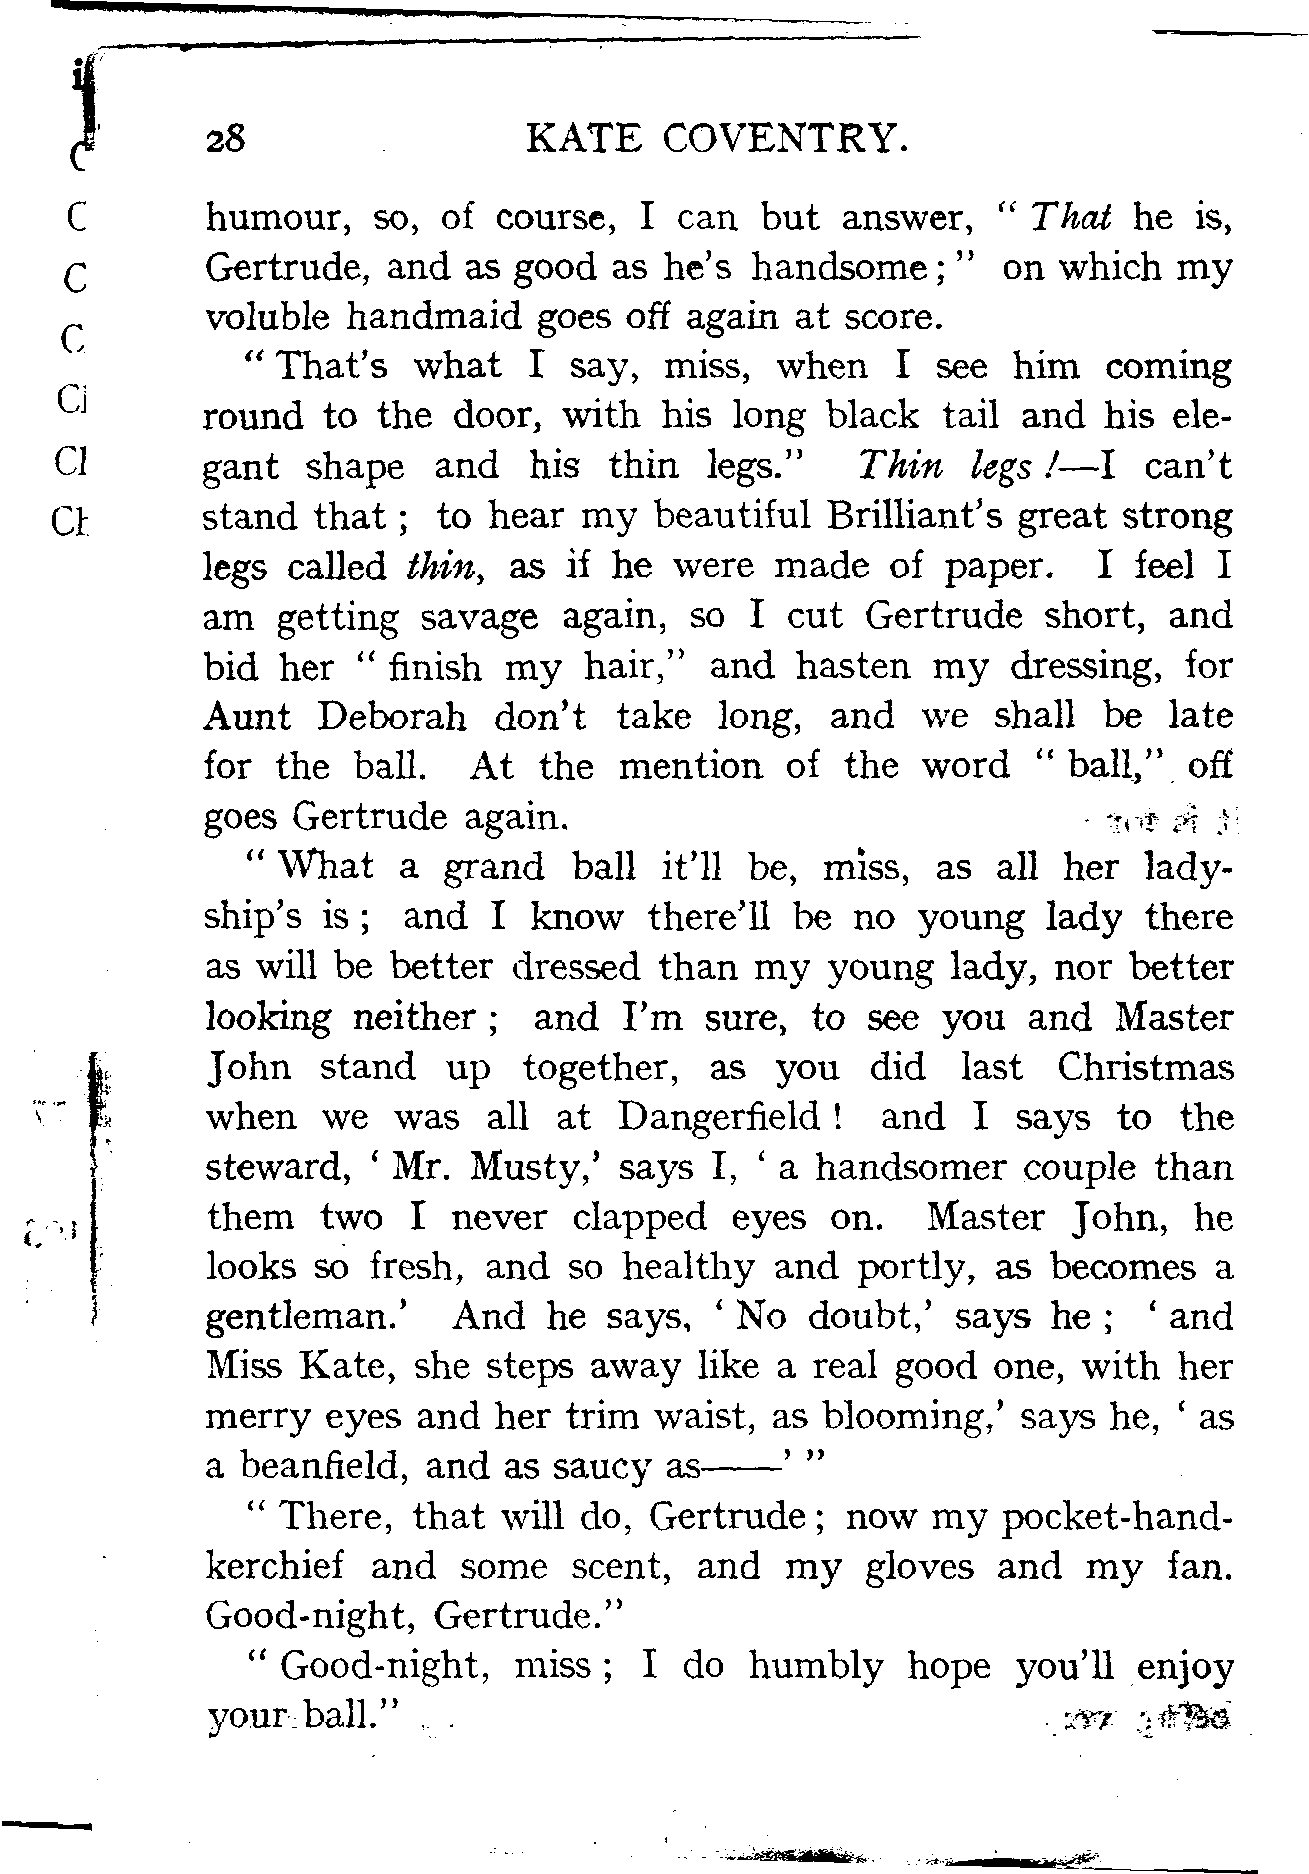 28 KATE COVENTRY.
humour, so, of course, I can but answer, “ That he is,
Gertrude, and as good as he's handsome ; ” on which my
voluble handmaid goes off again at score.
“ That's what I say, miss, when I see him coming
round to the door, with his long black tail and his ele-
gant shape and his thin legs.” Thin legs !—I can't
stand that ; to hear my beautiful Brilliant's great strong
legs called thin, as if he were made of paper. I feel I
am getting savage again, so I cut Gertrude short, and
bid her “ finish my hair,” and hasten my dressing, for
Aunt Deborah don't take long, and we shall be late
for the ball. At the mention of the word “ ball,” off
goes Gertrude again.
“ What a grand ball it'll be, miss, as all her lady-
ship's is ; and I know there'll be no young lady there
as will be better dressed than my young lady, nor better
looking neither ; and I'm sure, to see you and Master
John stand up together, as you did last Christmas
when we was all at Dangerfield ! and I says to the
steward, ‘ Mr. Musty,’ says I, ‘ a handsomer couple than
them two I never clapped eyes on. Master John, he
looks so fresh, and so healthy and portly, as becomes a
gentleman.’ And he says, ‘ No doubt,’ says he ; ‘ and
Miss Kate, she steps away like a real good one, with her
merry eyes and her trim waist, as blooming,’ says he, ‘ as
a beanfield, and as saucy as——’ ”
“ There, that will do, Gertrude ; now my pocket-hand-
kerchief and some scent, and my gloves and my fan.
Good-night, Gertrude.”
“ Good-night, miss ; I do humbly hope you'll enjoy
your ball.”